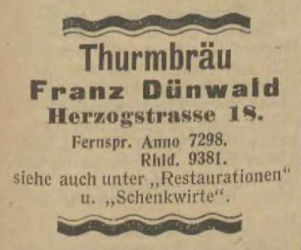 Thurmbräu
Franz Dünwald
Herzogstrasse 18.
Fernspr. Anno 7298.
Rhld. 9381.
siehe auch unter „Restaurationen"
u. „Schenkwirte".